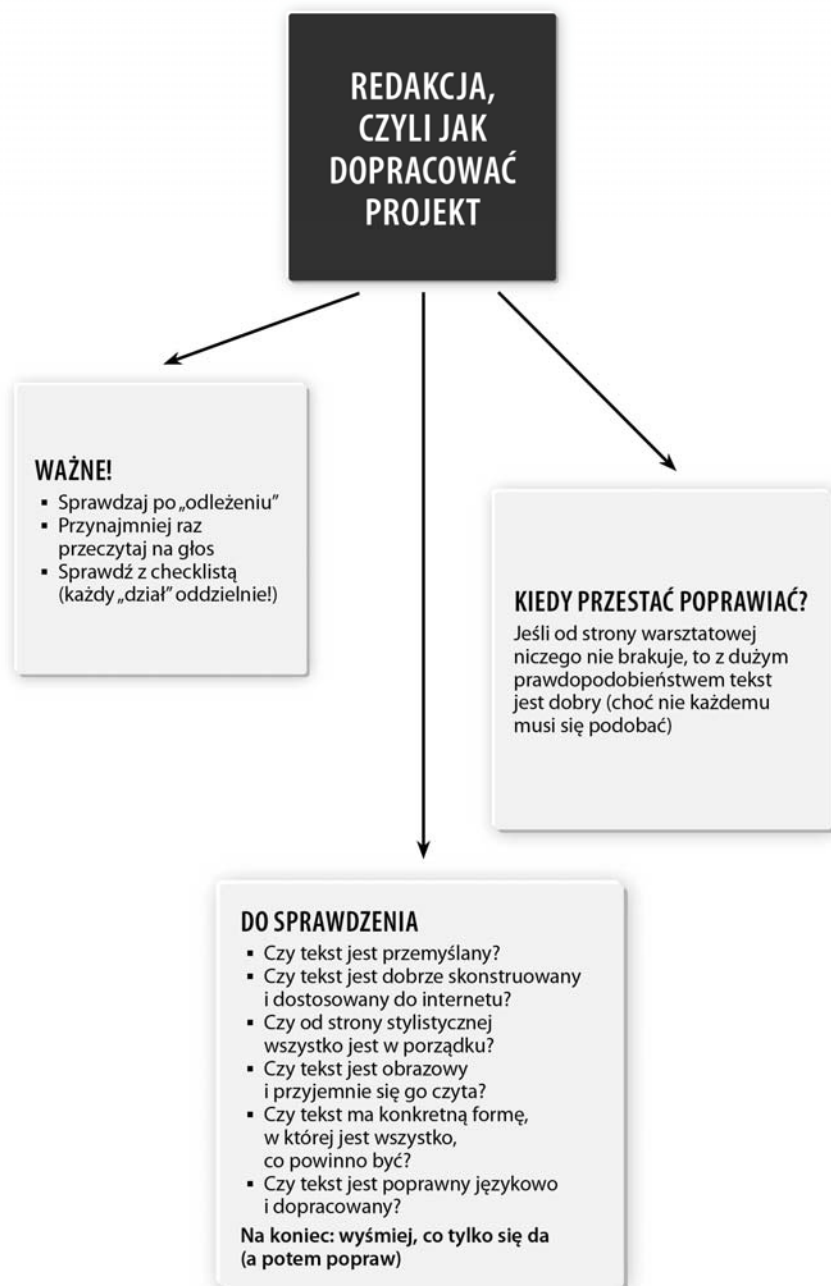 REDAKCJA,
CZYLI JAK
DOPRACOWAĆ
PROJEKT
WAŻNE!
▪ Sprawdzaj po „odleżeniu”
▪ Przynajmniej raz
przeczytaj na głos
▪ Sprawdź z checklistą
(każdy „dział” oddzielnie!)
KIEDY PRZESTAĆ POPRAWIAĆ?
Jeśli od strony warsztatowej
niczego nie brakuje, to z dużym
prawdopodobieństwem tekst
jest dobry (choć nie każdemu
musi się podobać)
DO SPRAWDZENIA
▪ Czy tekst jest przemyślany?
▪ Czy tekst jest dobrze skonstruowany
i dostosowany do internetu?
▪ Czy od strony stylistycznej
wszystko jest w porządku?
▪ Czy tekst jest obrazowy
i przyjemnie się go czyta?
▪ Czy tekst ma konkretną formę,
w której jest wszystko,
co powinno być?
▪ Czy tekst jest poprawny językowo
i dopracowany?
Na koniec: wyśmiej, co tylko się da
(a potem popraw)